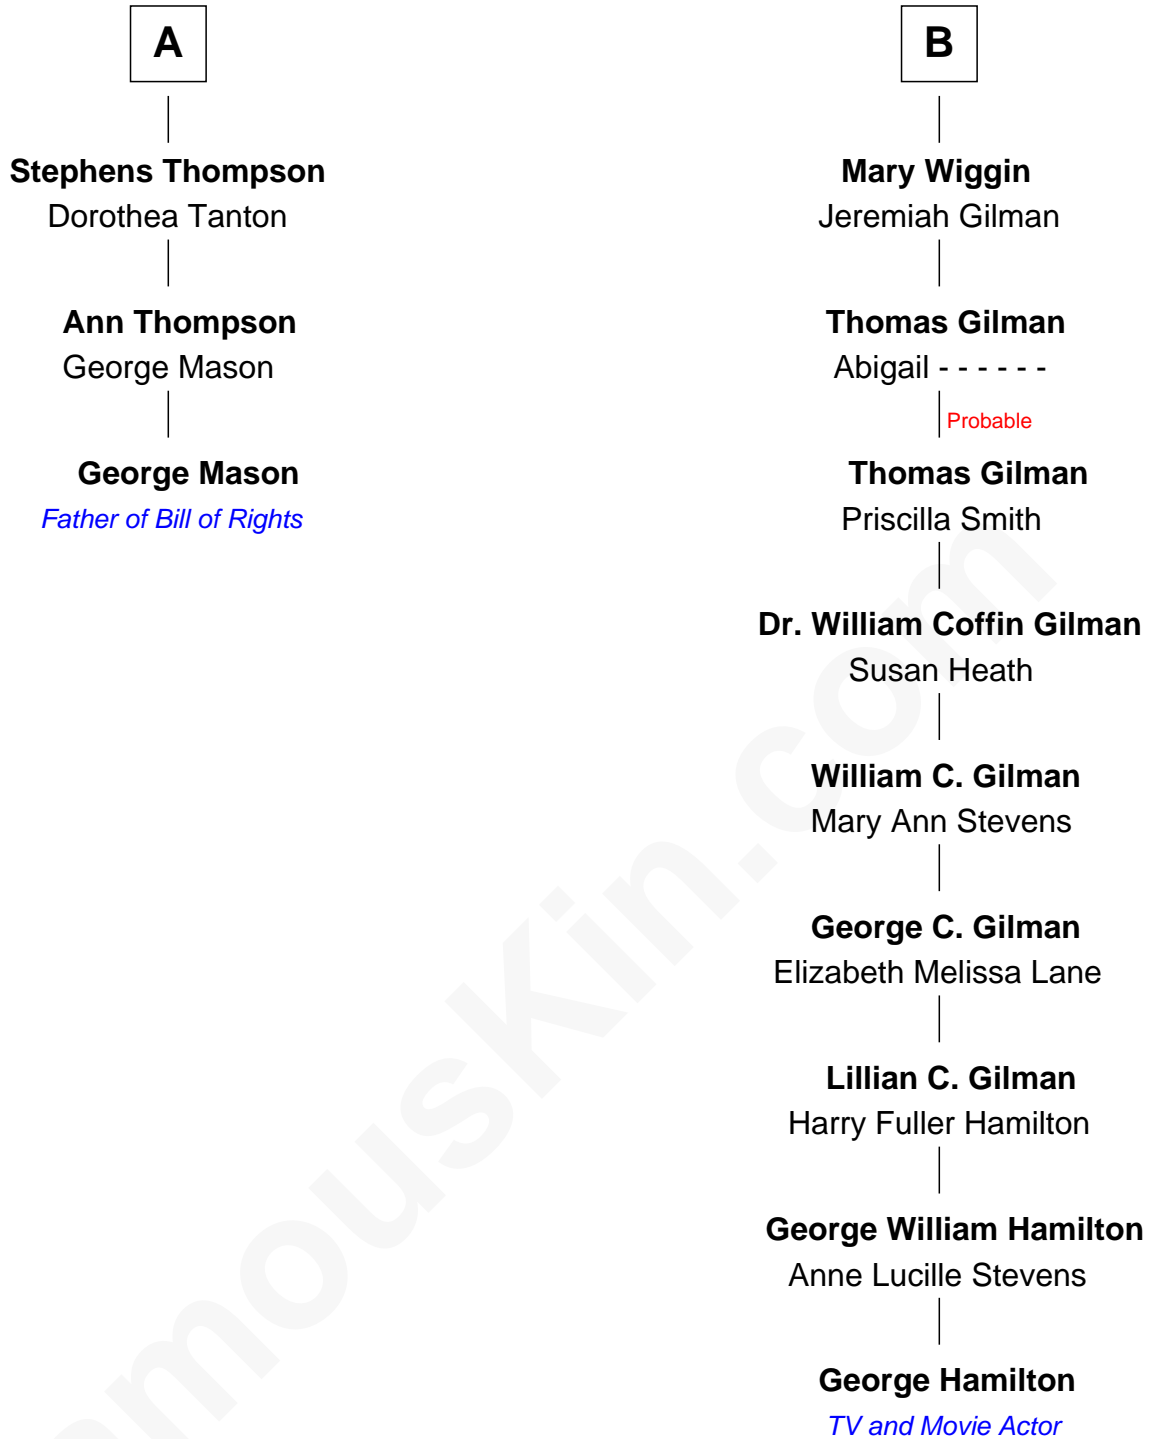 A
Stephens Thompson
Dorothea Tanton
Ann Thompson
George Mason
George Mason
Father of Bill of Rights
B
Mary Wiggin
Jeremiah Gilman
Thomas Gilman
Abigail - - - - - -
Probable
Thomas Gilman
Priscilla Smith
Dr. William Coffin Gilman
Susan Heath
William C. Gilman
Mary Ann Stevens
George C. Gilman
Elizabeth Melissa Lane
Lillian C. Gilman
Harry Fuller Hamilton
George William Hamilton
Anne Lucille Stevens
George Hamilton
TV and Movie Actor
amouskin.com